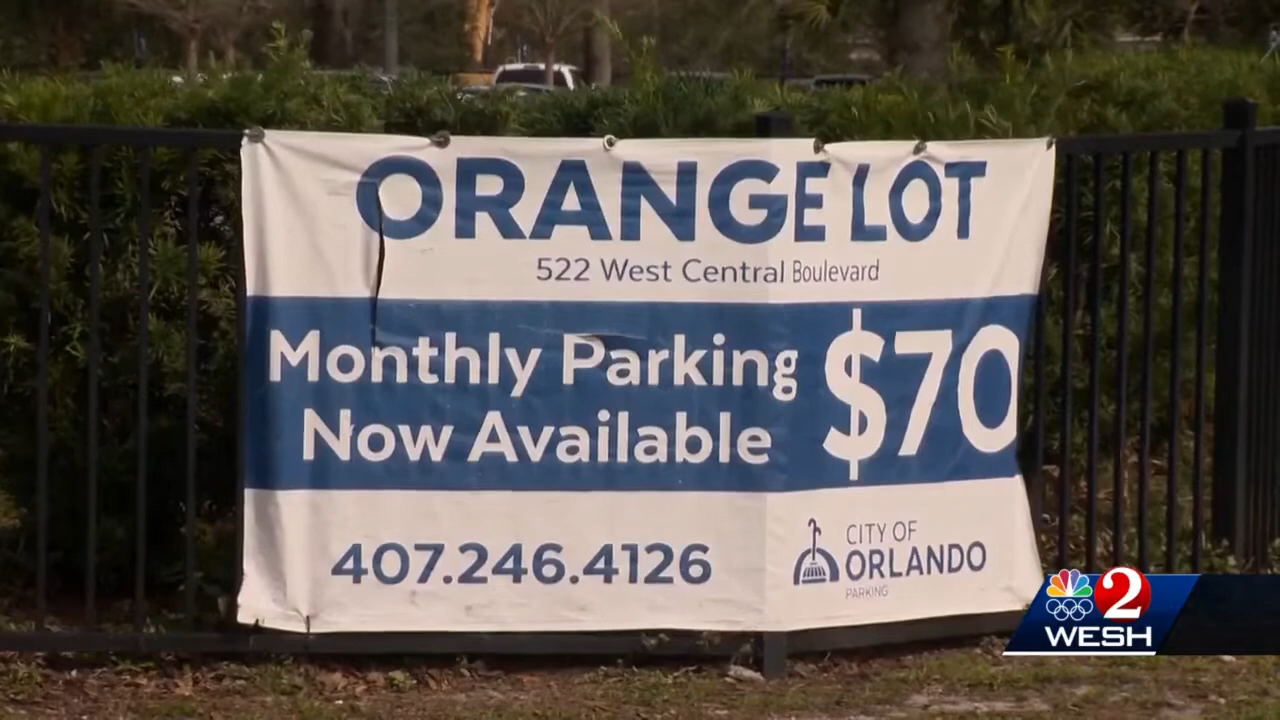 ORANGE LOT
522 West Central Boulevard
Monthly Parking
Now Available
$70
407.246.4126
CITY OF
ORLANDO
PARKING
2
WESH